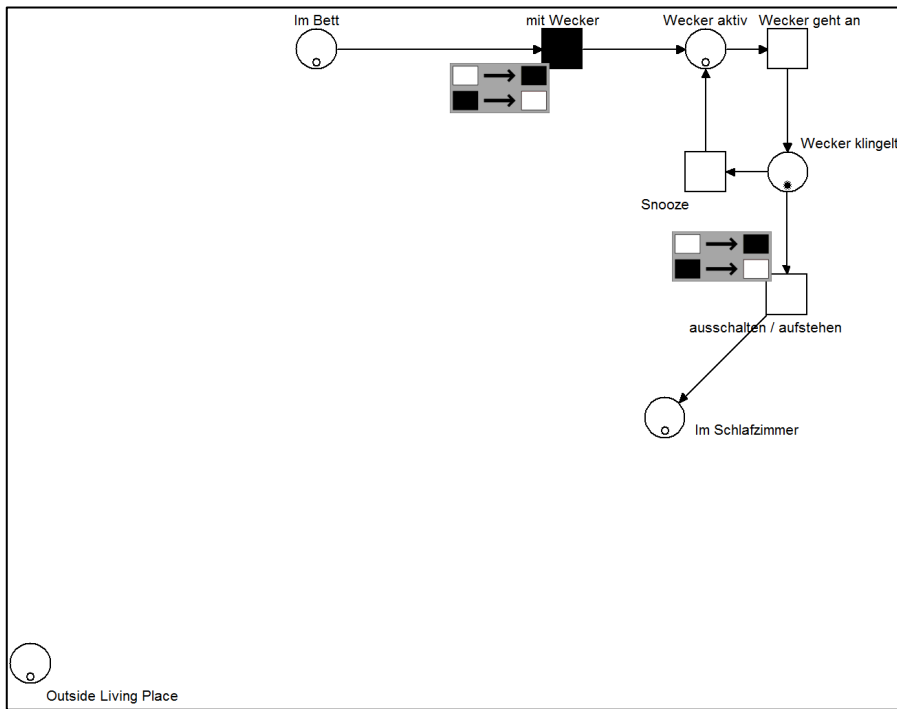 Im Bett
mit Wecker
Wecker aktiv
Wecker geht an
Wecker klingelt
Snooze
ausschalten / aufstehen
Im Schlafzimmer
Outside Living Place